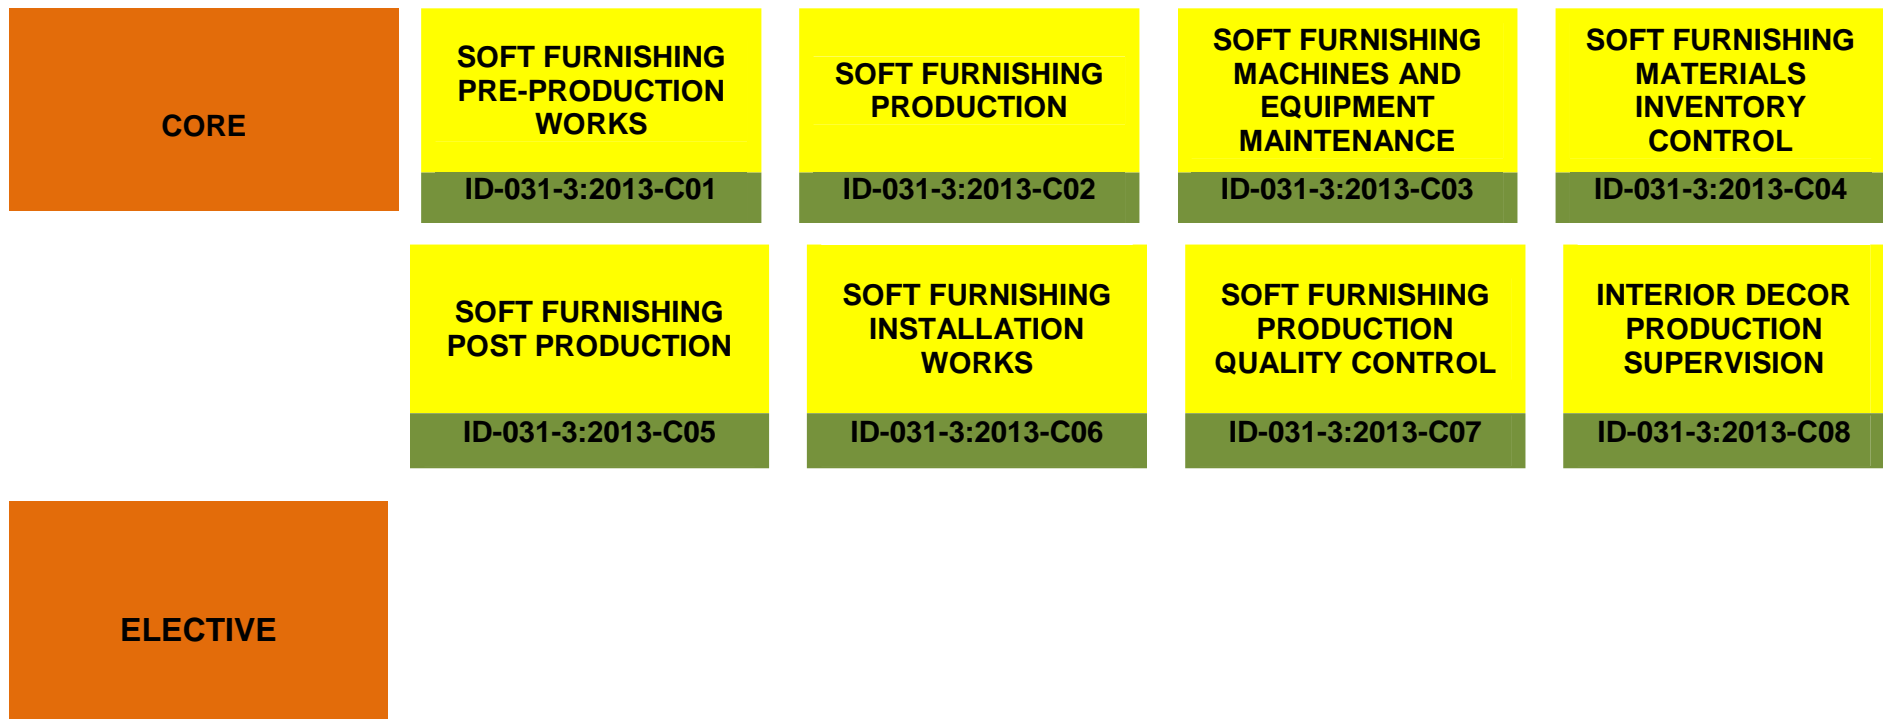 CORE
SOFT FURNISHING
PRE-PRODUCTION
WORKS
ID-031-3:2013-C01
SOFT FURNISHING
PRODUCTION
ID-031-3:2013-C02
SOFT FURNISHING
MACHINES AND
EQUIPMENT
MAINTENANCE
ID-031-3:2013-C03
SOFT FURNISHING
MATERIALS
INVENTORY
CONTROL
ID-031-3:2013-C04
SOFT FURNISHING
POST PRODUCTION
ID-031-3:2013-C05
SOFT FURNISHING
INSTALLATION
WORKS
ID-031-3:2013-C06
SOFT FURNISHING
PRODUCTION
QUALITY CONTROL
ID-031-3:2013-C07
INTERIOR DECOR
PRODUCTION
SUPERVISION
ID-031-3:2013-C08
ELECTIVE